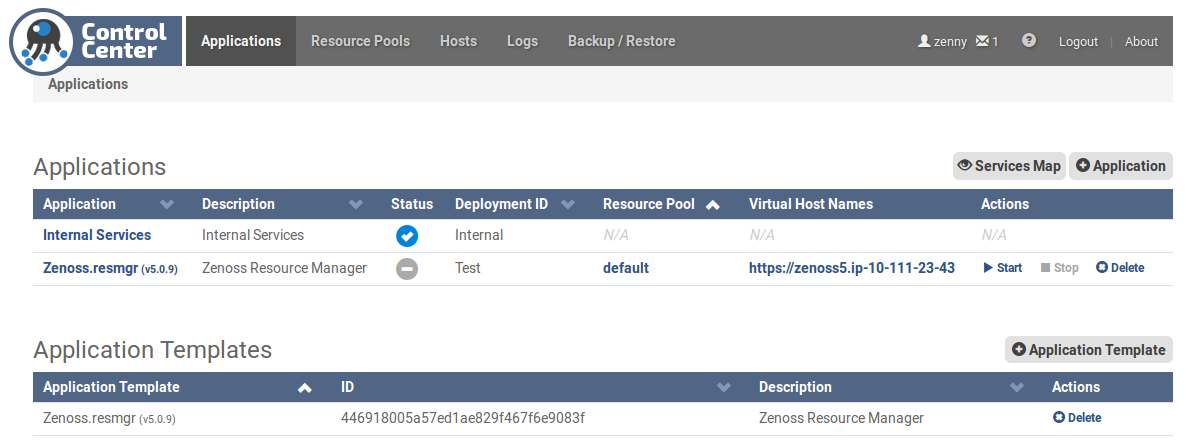 Control Center
Applications Resource Pools Hosts Logs Backup / Restore zenny 1 Logout | About
Applications
Applications Services Map Application
Application Description Status Deployment ID Resource Pool Virtual Host Names Actions
Internal Services Internal Services Internal N/A N/A N/A
Zenoss.resmgr (v5.0.9) Zenoss Resource Manager Test default https://zenoss5.ip-10-111-23-43 Start Stop Delete
Application Templates Application Template
Application Template ID Description Actions
Zenoss.resmgr (v5.0.9) 446918005a57ed1ae829f467f6e9083f Zenoss Resource Manager Delete